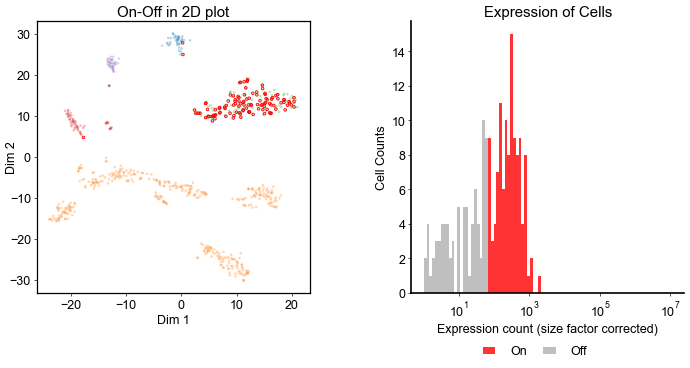 On-Off in 2D plot
30
20
10
0
−10
−20
−30
Dim 2
−20 −10 0 10 20
Dim 1
Expression of Cells
14
12
10
8
6
4
2
0
Cell Counts
10^1 10^3 10^5 10^7
Expression count (size factor corrected)
On Off